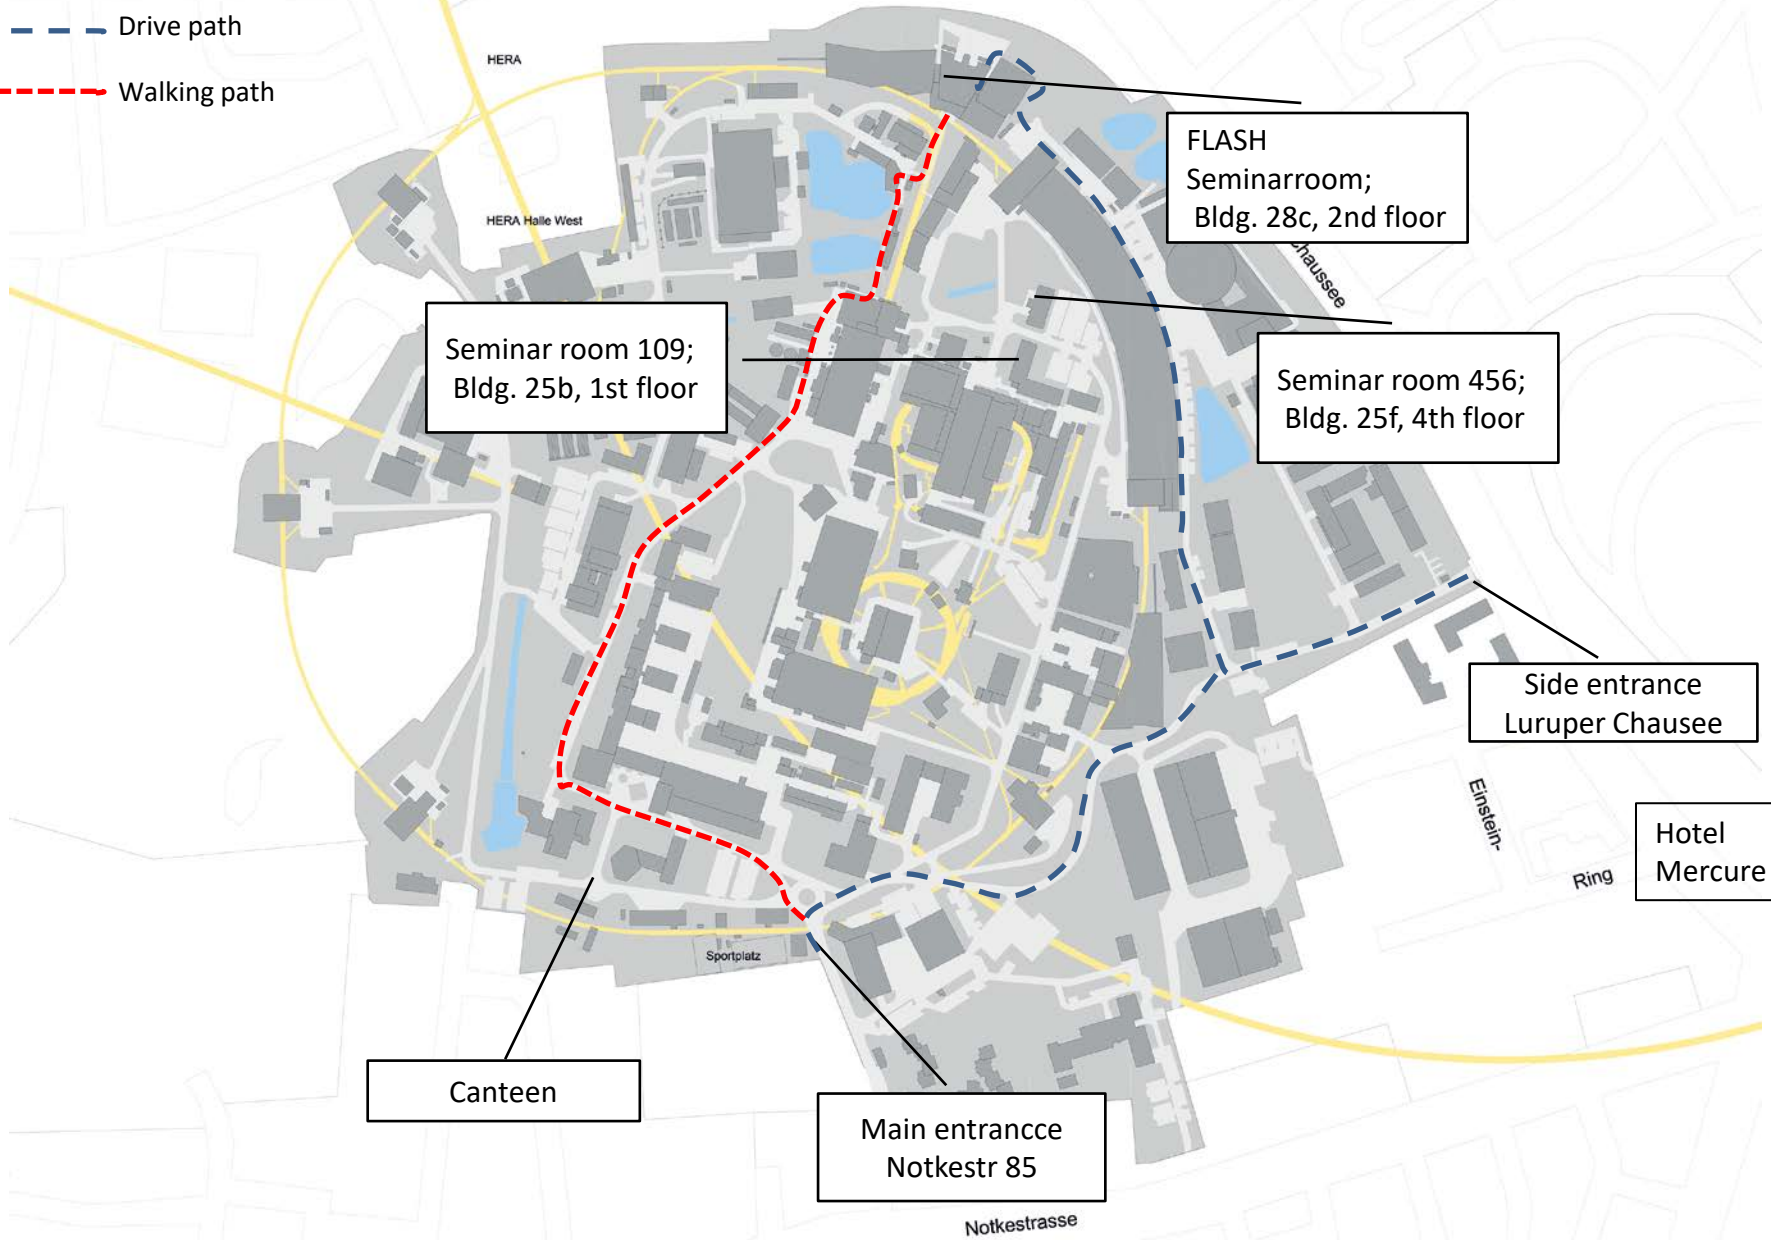 Drive path
Walking path
HERA
HERA Halle West
FLASH
Seminarroom;
Bldg. 28c, 2nd floor
chaussee
Seminar room 109;
Bldg. 25b, 1st floor
Seminar room 456;
Bldg. 25f, 4th floor
Side entrance
Luruper Chausee
Einstein-
Ring
Hotel
Mercure
Sportplatz
Canteen
Main entrancce
Notkestr 85
Notkestrasse